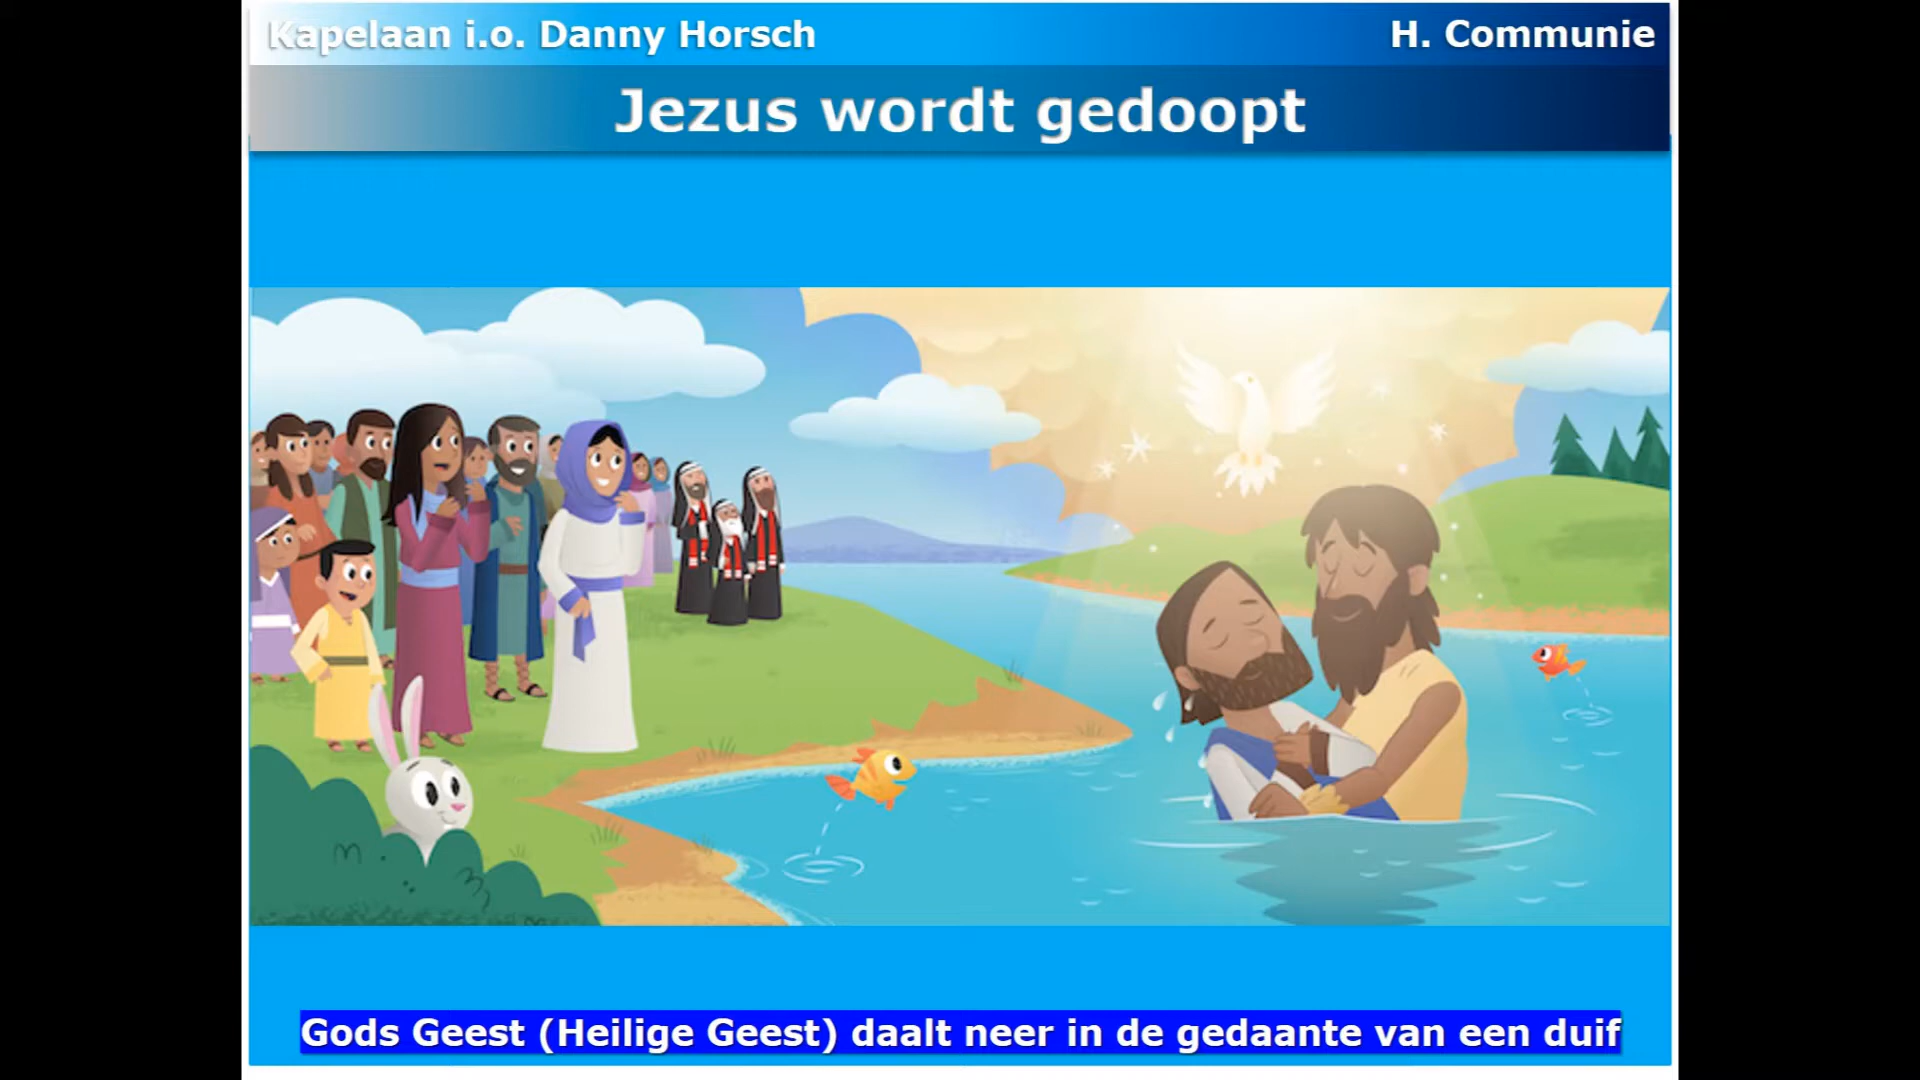 Kapelaan i.o. Danny Horsch
H. Communie
Jezus wordt gedoopt
Gods Geest (Heilige Geest) daalt neer in de gedaante van een duif